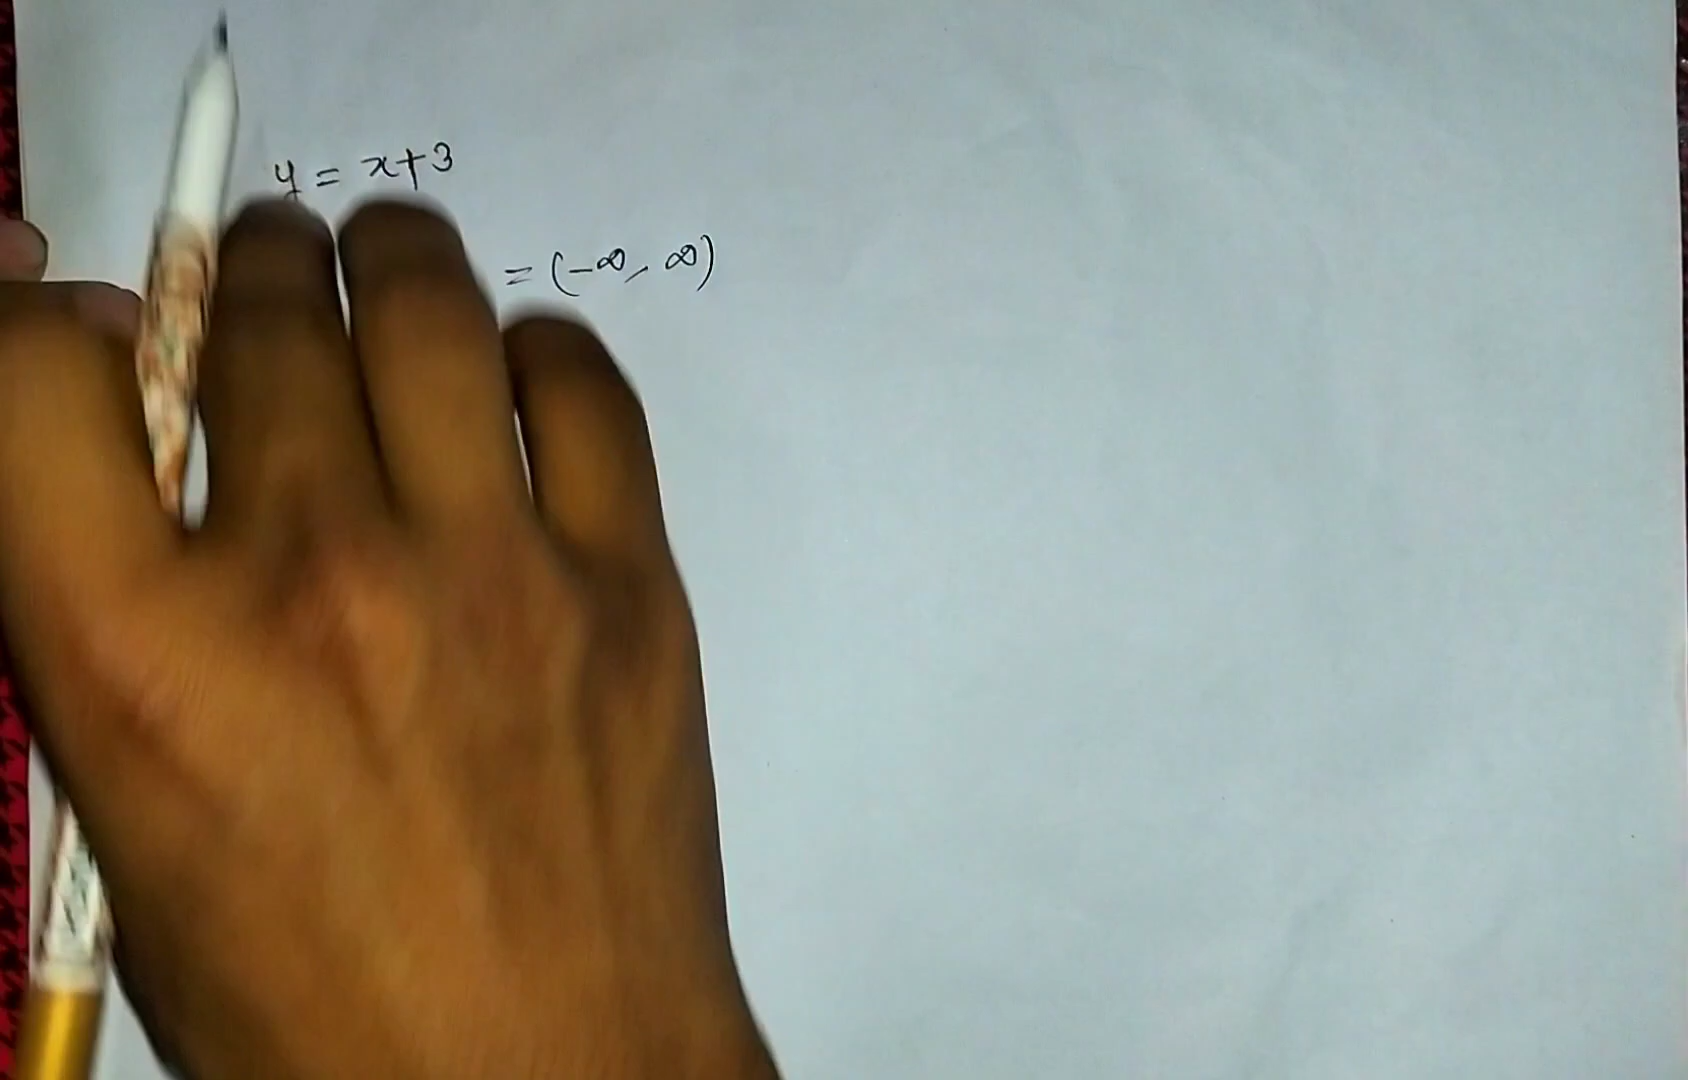 y = x+3
= (-∞, ∞)